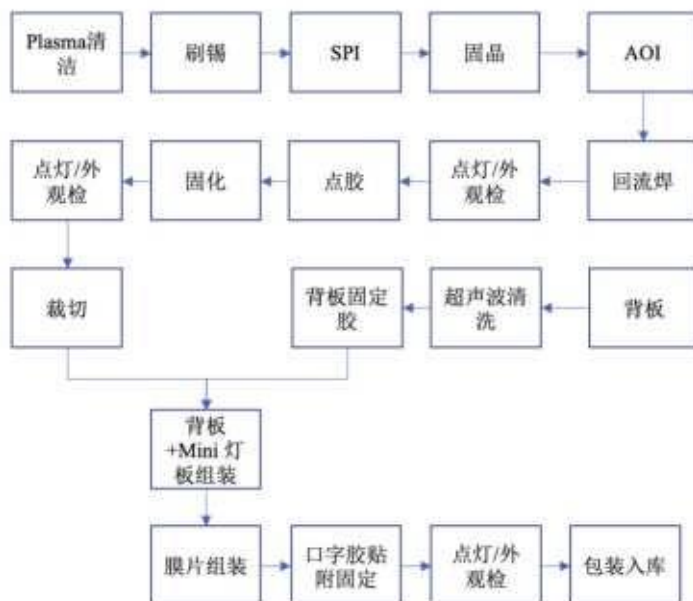 Plasma清
洁
刷锡
SPI
固晶
AOI
点灯/外
观检
固化
点胶
点灯/外
观检
回流焊
裁切
背板固定
胶
超声波清
洗
背板
背板
+Mini 灯
板组装
膜片组装
口字胶贴
附固定
点灯/外
观检
包装入库